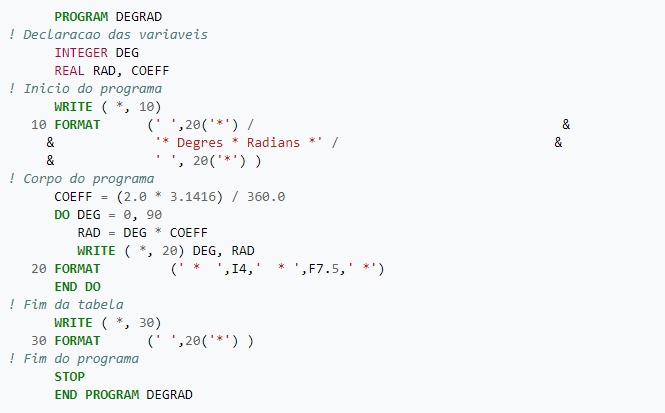 PROGRAM DEGRAD
! Declaracao das variaveis
      INTEGER DEG
      REAL RAD, COEFF
! Inicio do programa
      WRITE ( *, 10)
   10 FORMAT      (' ',20('*') /                                        &
     &             '* Degres * Radians *' /                            &
     &             ' ', 20('*') )
! Corpo do programa
      COEFF = (2.0 * 3.1416) / 360.0
      DO DEG = 0, 90
         RAD = DEG * COEFF
         WRITE ( *, 20) DEG, RAD
   20 FORMAT         (' *  ',I4,'  * ',F7.5,' *')
      END DO
! Fim da tabela
      WRITE ( *, 30)
   30 FORMAT      (' ',20('*') )
! Fim do programa
      STOP
      END PROGRAM DEGRAD